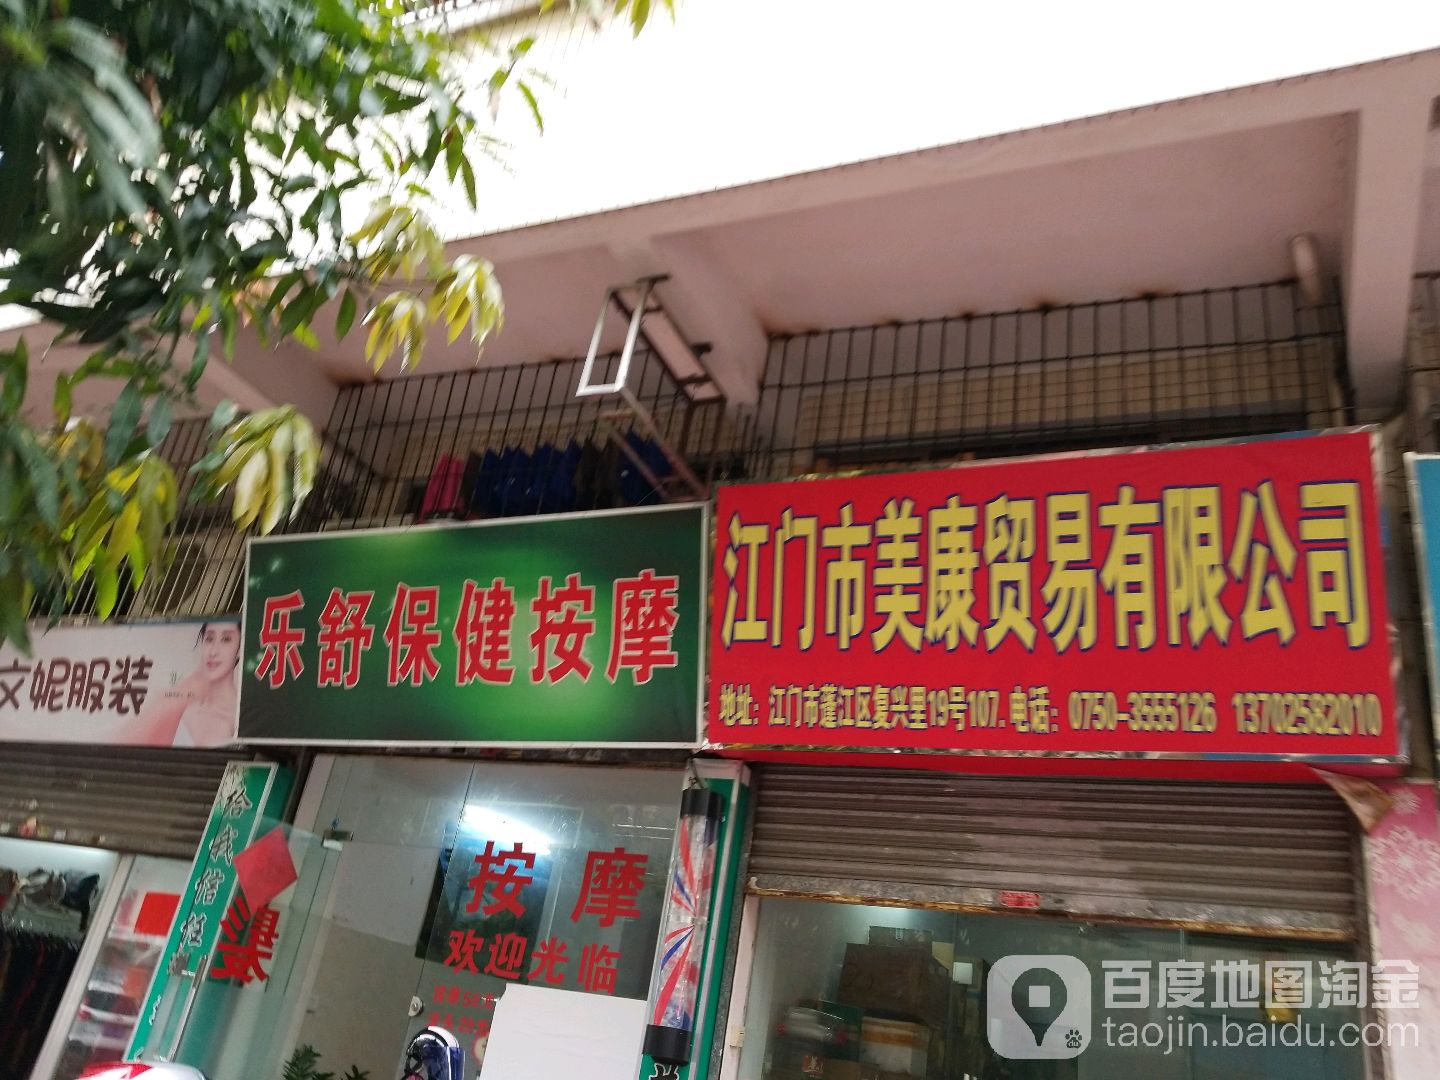 文妮服装
乐舒保健按摩
江门市美康贸易有限公司
地址：江门市蓬江区复兴里19号107. 电话：0750-3555126 13702582010
按摩
欢迎光临
百度地图淘金
taojin.baidu.com